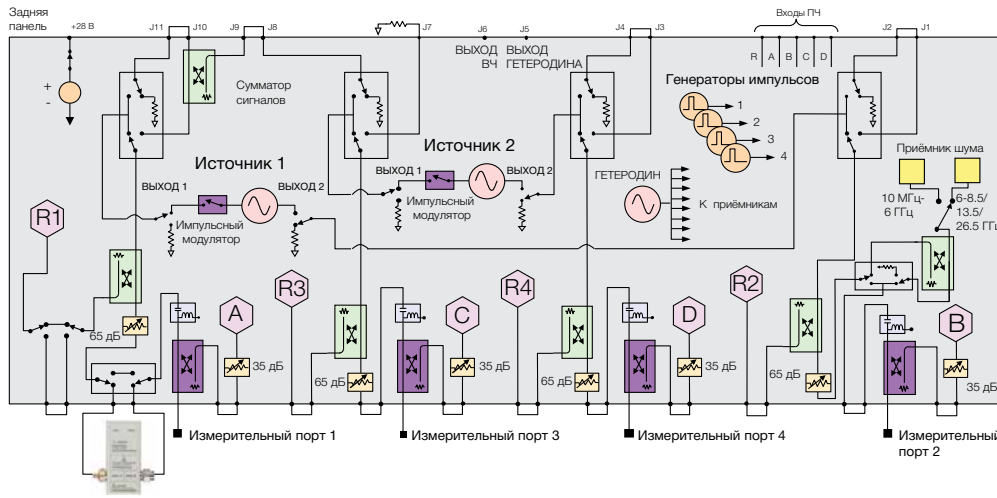 Задняя
панель
+28 В
J11
J10
J9
J8
J7
J6
J5
J4
J3
Входы ПЧ
J2
J1
R
A
B
C
D
ВЫХОД
ВЧ
ВЫХОД
ГЕТЕРОДИНА
+
-
Сумматор
сигналов
Генераторы импульсов
1
2
3
4
Источник 1
ВЫХОД 1
ВЫХОД 2
Импульсный
модулятор
Источник 2
ВЫХОД 1
ВЫХОД 2
Импульсный
модулятор
ГЕТЕРОДИН
К приёмникам
Приёмник шума
10 МГц-
6 ГГц
6-8.5/
13.5/
26.5 ГГц
R1
A
R3
C
R4
D
R2
B
65 дБ
35 дБ
65 дБ
35 дБ
65 дБ
35 дБ
65 дБ
35 дБ
Измерительный порт 1
Измерительный порт 3
Измерительный порт 4
Измерительный
порт 2